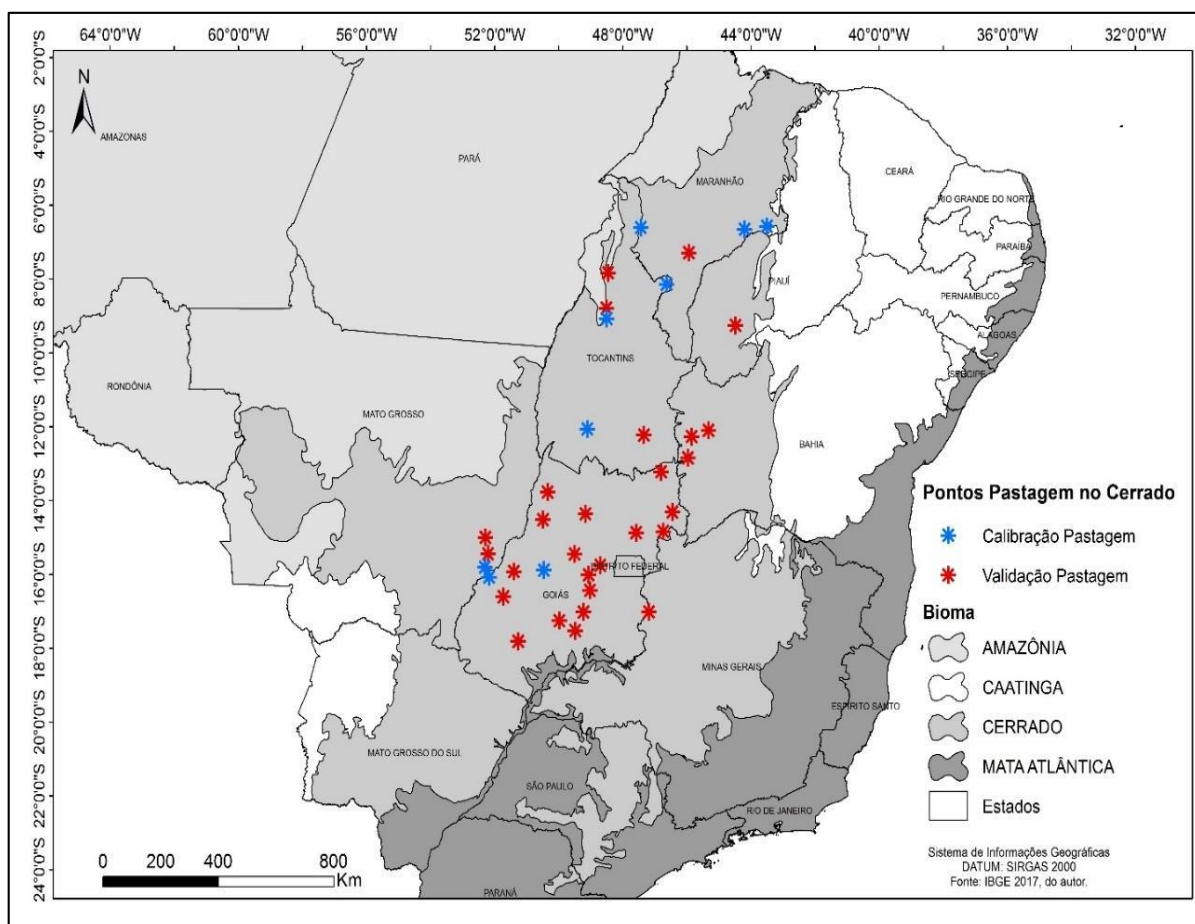 64°0'0"W 60°0'0"W 56°0'0"W 52°0'0"W 48°0'0"W 44°0'0"W 40°0'0"W 36°0'0"W 32°0'0"W
2°0'0"S
4°0'0"S
6°0'0"S
8°0'0"S
10°0'0"S
12°0'0"S
14°0'0"S
16°0'0"S
18°0'0"S
20°0'0"S
22°0'0"S
24°0'0"S
N
AMAZONAS
PARÁ
MARANHÃO
CEARÁ
RIO GRANDE DO NORTE
PARAÍBA
PIAUÍ
PERNAMBUCO
ALAGOAS
SERGIPE
TOCANTINS
RONDÔNIA
MATO GROSSO
BAHIA
DISTRITO FEDERAL
GOIÁS
MINAS GERAIS
ESPIRITO SANTO
MATO GROSSO DO SUL
SÃO PAULO
RIO DE JANEIRO
PARANÁ
Pontos Pastagem no Cerrado
Calibração Pastagem
Validação Pastagem
Bioma
AMAZÔNIA
CAATINGA
CERRADO
MATA ATLÂNTICA
Estados
Sistema de Informações Geográficas
DATUM: SIRGAS 2000
Fonte: IBGE 2017, do autor.
0 200 400 800
Km